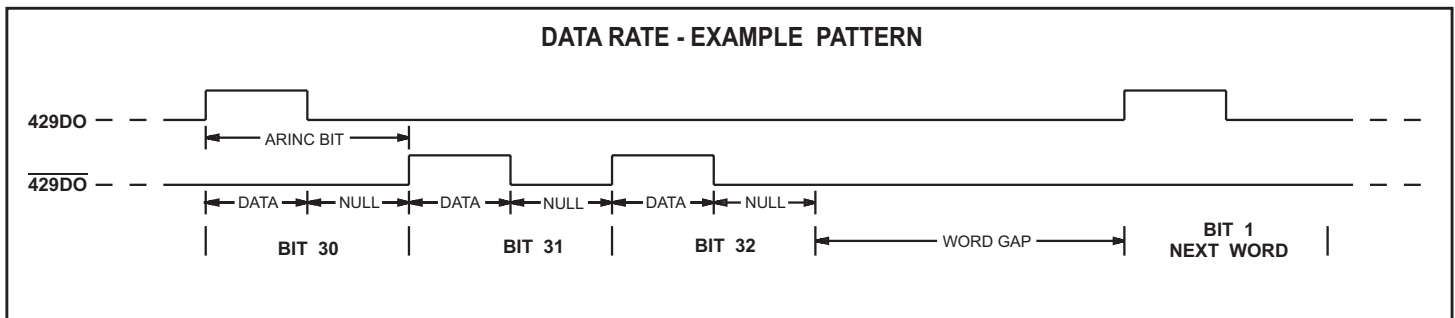 DATA RATE - EXAMPLE PATTERN
429DO
ARINC BIT
429DO
DATA NULL DATA NULL DATA NULL
WORD GAP
BIT 30 BIT 31 BIT 32
BIT 1
NEXT WORD